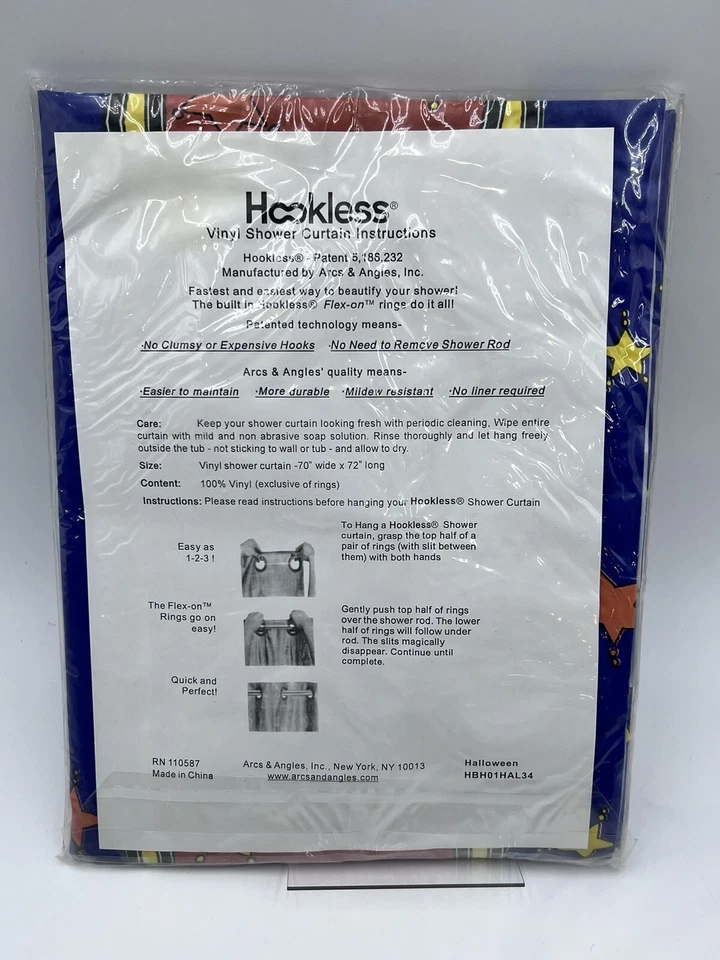 Hookless®
Vinyl Shower Curtain Instructions
Hookless® - Patent 5,186,232
Manufactured by Arcs & Angles, Inc.
Fastest and easiest way to beautify your shower!
The built in Hookless® Flex-on™ rings do it all!
Patented technology means-
·No Clumsy or Expensive Hooks ·No Need to Remove Shower Rod
Arcs & Angles' quality means-
·Easier to maintain ·More durable ·Mildew resistant ·No liner required
Care: Keep your shower curtain looking fresh with periodic cleaning, Wipe entire
curtain with mild and non abrasive soap solution. Rinse thoroughly and let hang freely
outside the tub - not sticking to wall or tub - and allow to dry.
Size: Vinyl shower curtain -70" wide x 72" long
Content: 100% Vinyl (exclusive of rings)
Instructions: Please read instructions before hanging your Hookless® Shower Curtain
Easy as
1-2-3 !
To Hang a Hookless® Shower
curtain, grasp the top half of a
pair of rings (with slit between
them) with both hands
The Flex-on™
Rings go on
easy!
Gently push top half of rings
over the shower rod. The lower
half of rings will follow under
rod. The slits magically
disappear. Continue until
complete.
Quick and
Perfect!
RN 110587
Made in China
Arcs & Angles, Inc., New York, NY 10013
www.arcsandangles.com
Halloween
HBH01HAL34